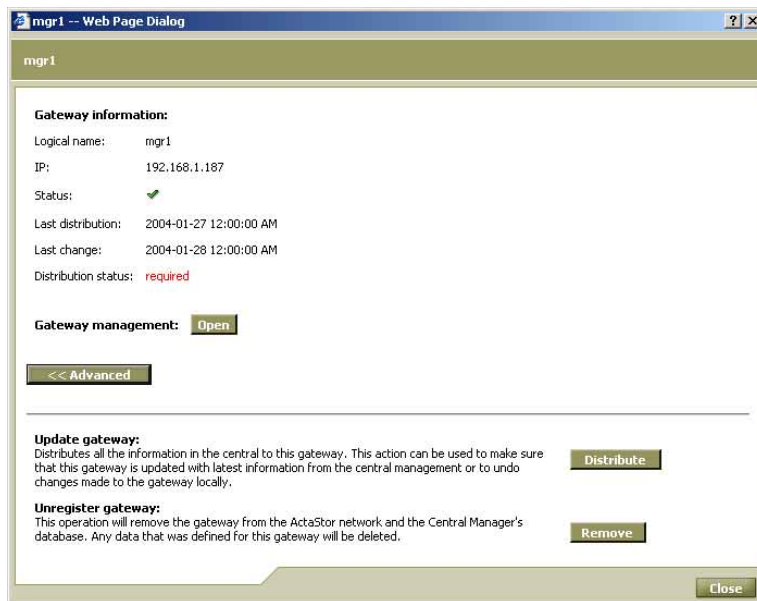 mgr1 -- Web Page Dialog
mgr1
Gateway information:
Logical name: mgr1
IP: 192.168.1.187
Status:
Last distribution: 2004-01-27 12:00:00 AM
Last change: 2004-01-28 12:00:00 AM
Distribution status: required
Gateway management: Open
<< Advanced
Update gateway:
Distributes all the information in the central to this gateway. This action can be used to make sure
that this gateway is updated with latest information from the central management or to undo
changes made to the gateway locally.
Distribute
Unregister gateway:
This operation will remove the gateway from the ActaStor network and the Central Manager's
database. Any data that was defined for this gateway will be deleted.
Remove
Close